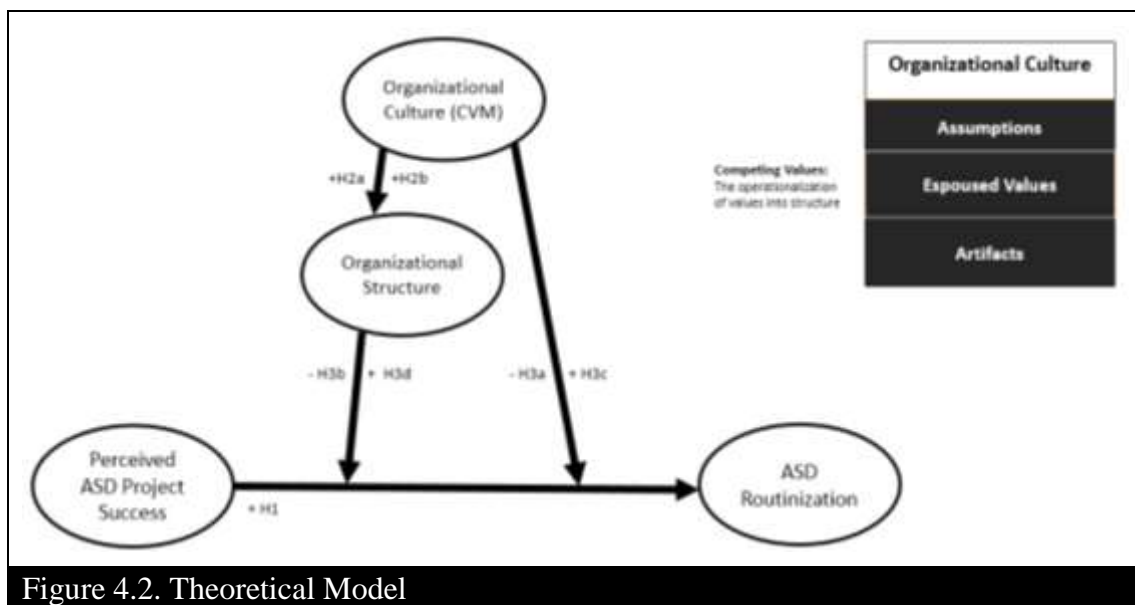 Organizational
Culture (CVM)
Organizational Culture
Assumptions
Competing Values:
The operationalization
of values into structure
Espoused Values
Artifacts
+H2a
+H2b
Organizational
Structure
- H3b
+ H3d
- H3a
+ H3c
Perceived
ASD Project
Success
+ H1
ASD
Routinization
Figure 4.2. Theoretical Model